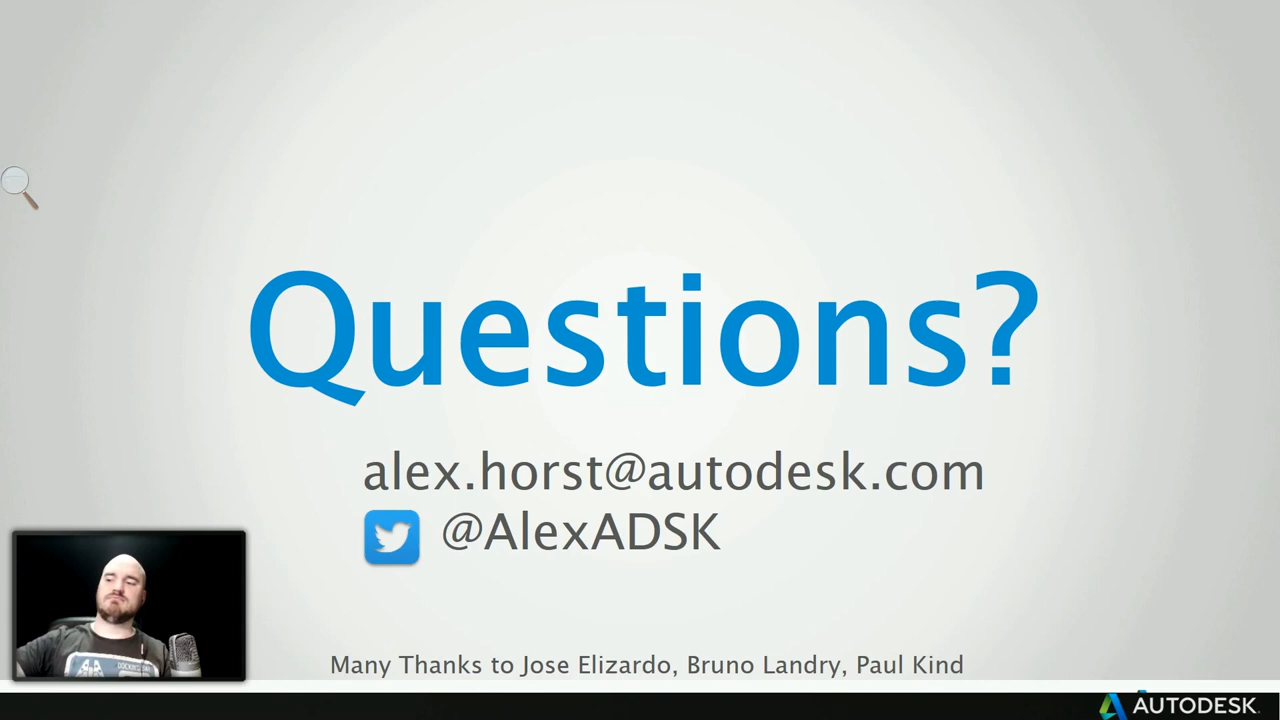 Questions?
alex.horst@autodesk.com
@AlexADSK
Many Thanks to Jose Elizardo, Bruno Landry, Paul Kind
AUTODESK.